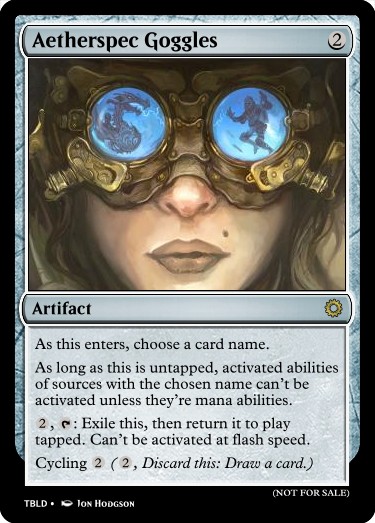 Aetherspec Goggles 2
Artifact
As this enters, choose a card name.
As long as this is untapped, activated abilities
of sources with the chosen name can't be
activated unless they're mana abilities.
2, : Exile this, then return it to play
tapped. Can't be activated at flash speed.
Cycling 2 ( 2, Discard this: Draw a card.)
(NOT FOR SALE)
TBLD • Jon Hodgson